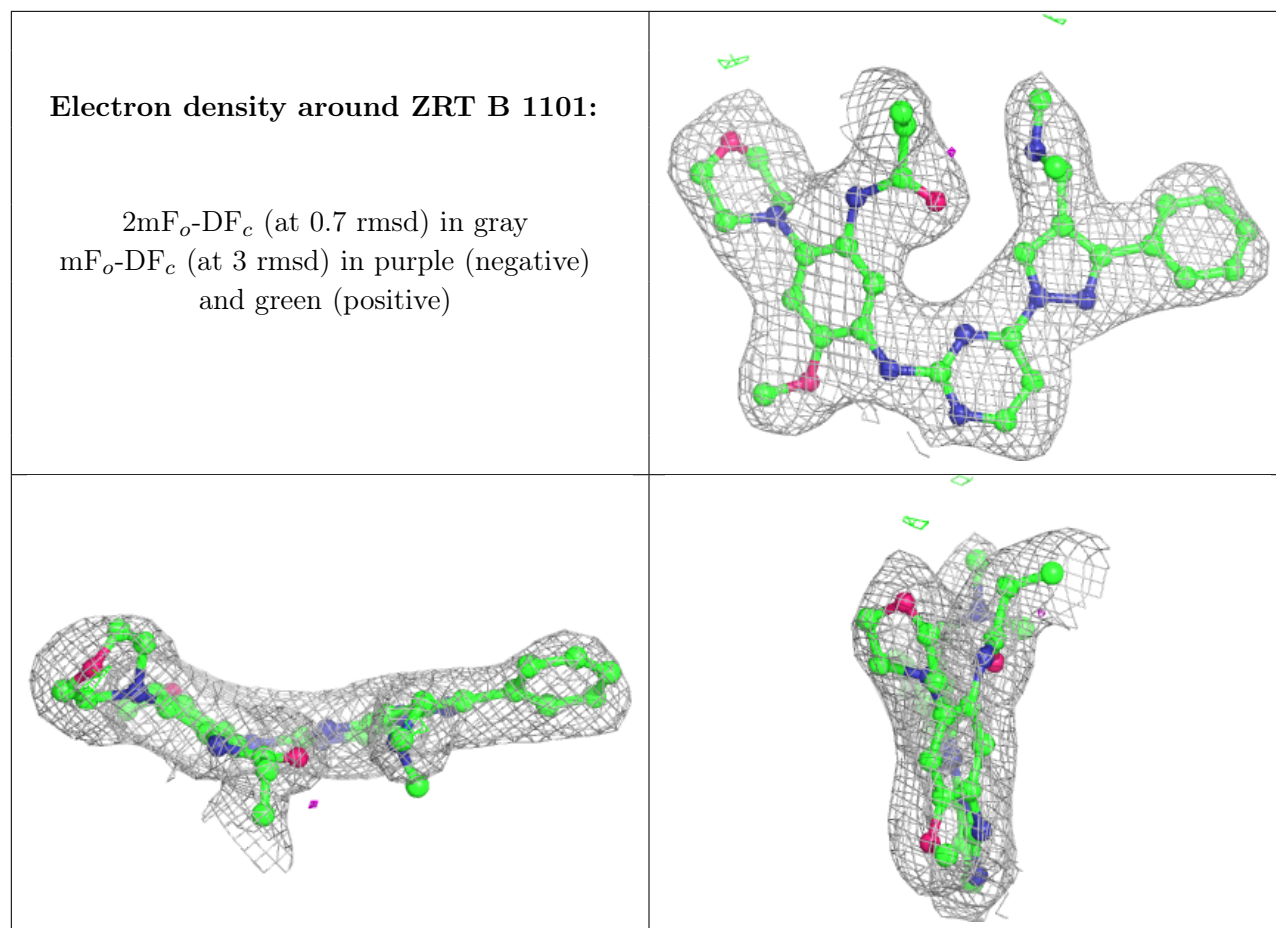 Electron density around ZRT B 1101:
2mFₒ-DF𝒸 (at 0.7 rmsd) in gray
mFₒ-DF𝒸 (at 3 rmsd) in purple (negative)
and green (positive)